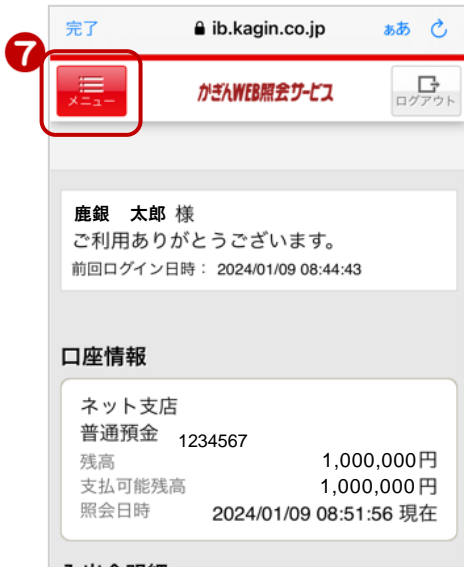 完了 ib.kagin.co.jp ぁあ
7
メニュー かぎんWEB照会サービス ログアウト
鹿銀 太郎 様
ご利用ありがとうございます。
前回ログイン日時： 2024/01/09 08:44:43
口座情報
ネット支店
普通預金 1234567
残高 1,000,000円
支払可能残高 1,000,000円
照会日時 2024/01/09 08:51:56 現在